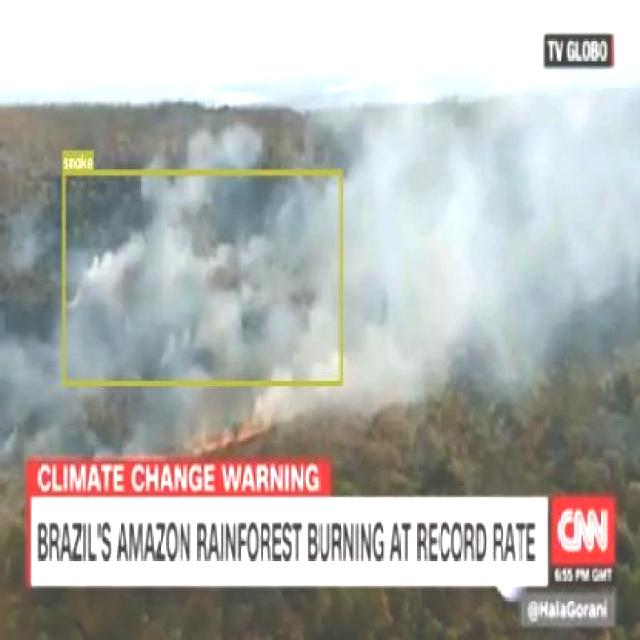 TV GLOBO
smoke
CLIMATE CHANGE WARNING
BRAZIL'S AMAZON RAINFOREST BURNING AT RECORD RATE
CNN
6:55 PM GMT
@HalaGorani